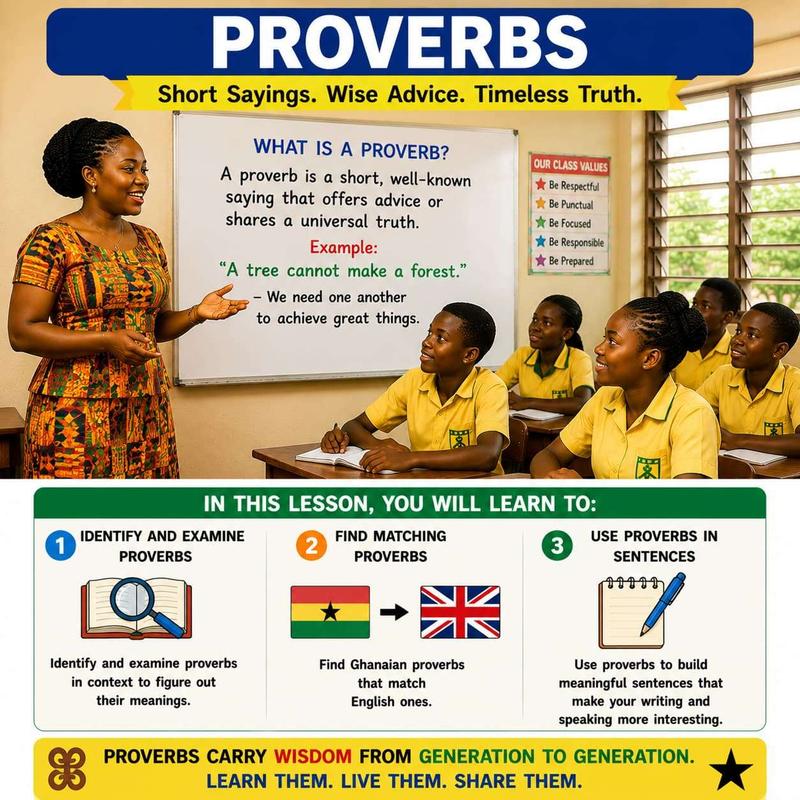 PROVERBS
Short Sayings. Wise Advice. Timeless Truth.
WHAT IS A PROVERB?
A proverb is a short, well-known
saying that offers advice or
shares a universal truth.
Example:
“A tree cannot make a forest.”
– We need one another
to achieve great things.
OUR CLASS VALUES
Be Respectful
Be Punctual
Be Focused
Be Responsible
Be Prepared
IN THIS LESSON, YOU WILL LEARN TO:
1 IDENTIFY AND EXAMINE
PROVERBS
Identify and examine proverbs
in context to figure out
their meanings.
2 FIND MATCHING
PROVERBS
Find Ghanaian proverbs
that match
English ones.
3 USE PROVERBS IN
SENTENCES
Use proverbs to build
meaningful sentences that
make your writing and
speaking more interesting.
PROVERBS CARRY WISDOM FROM GENERATION TO GENERATION.
LEARN THEM. LIVE THEM. SHARE THEM.